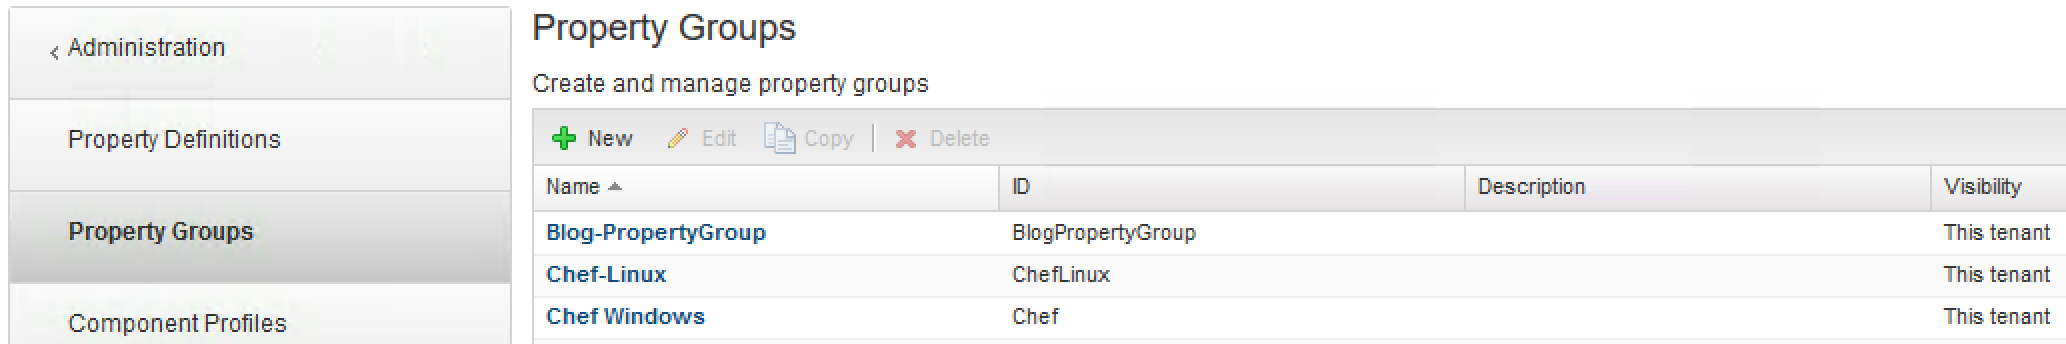 Administration
Property Definitions
Property Groups
Component Profiles
Property Groups
Create and manage property groups
New Edit Copy Delete
Name ID Description Visibility
Blog-PropertyGroup BlogPropertyGroup This tenant
Chef-Linux ChefLinux This tenant
Chef Windows Chef This tenant